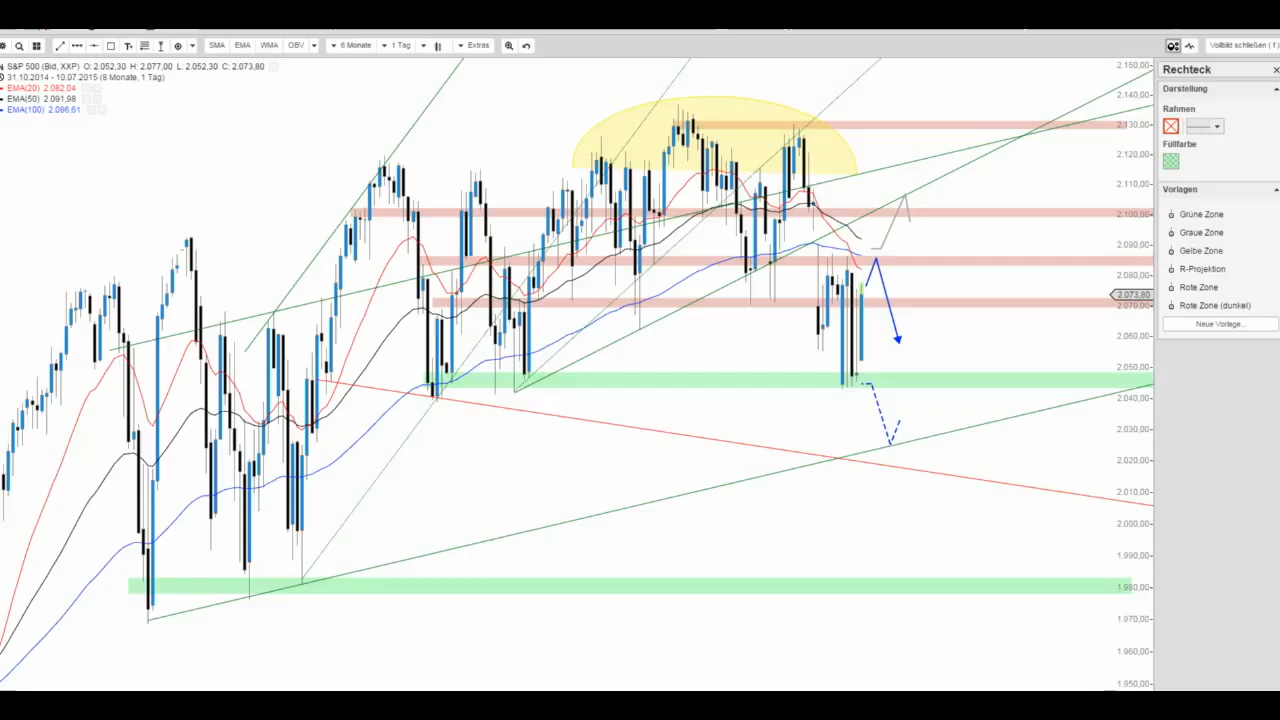 SMA EMA WMA OBV 6 Monate 1 Tag Extras Vollbild schließen (f)
S&P 500 (Bid, XXP) O: 2.052,30 H: 2.077,00 L: 2.052,30 C: 2.073,80
31.10.2014 - 10.07.2015 (8 Monate, 1 Tag)
EMA(20) 2.082,04
EMA(50) 2.091,98
EMA(100) 2.086,61
2.150,00
2.140,00
2.130,00
2.120,00
2.110,00
2.100,00
2.090,00
2.080,00
2.073,80
2.070,00
2.060,00
2.050,00
2.040,00
2.030,00
2.020,00
2.010,00
2.000,00
1.990,00
1.980,00
1.970,00
1.960,00
1.950,00
Rechteck
Darstellung
Rahmen
Füllfarbe
Vorlagen
Grüne Zone
Graue Zone
Gelbe Zone
R-Projektion
Rote Zone
Rote Zone (dunkel)
Neue Vorlage...